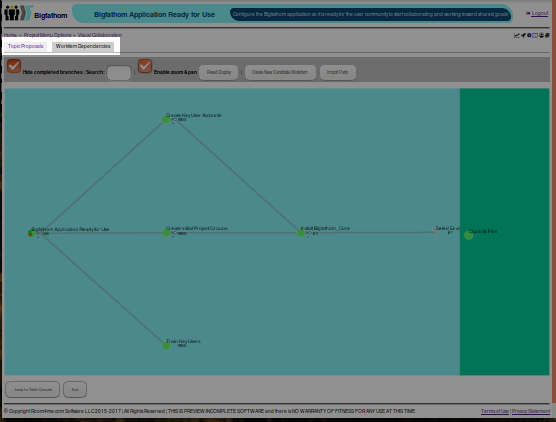 Bigfathom
Bigfathom Application Ready for Use
Configure the Bigfathom application so it is ready for the user community to start collaborating and working toward shared goals.
Logout
Home » Project Menu Options » Visual Collaboration
Topic Proposals
Workitem Dependencies
Hide completed branches | Search:
| Enable zoom & pan
Reset Display
|
Create New Candidate Workitem
Import Parts
Create Key User Accounts
Bigfathom Application Ready for Use
Create Initial Project Groups
Install Bigfathom_Core
Select Env
Capacity Plan
Train Key Users
Jump to Table Console
Exit
© Copyright Room4me.com Software LLC 2015-2017 | All Rights Reserved | THIS IS PREVIEW INCOMPLETE SOFTWARE and there is NO WARRANTY OF FITNESS FOR ANY USE AT THIS TIME
Terms of Use | Privacy Statement